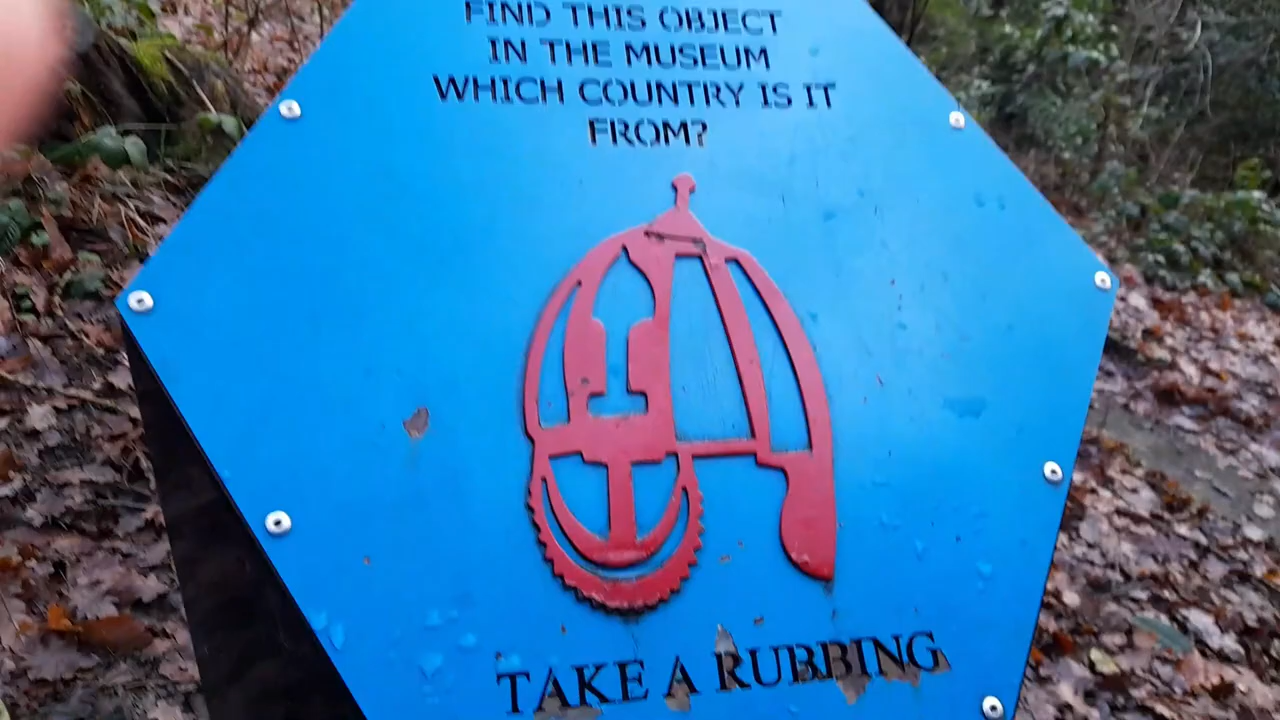 FIND THIS OBJECT
IN THE MUSEUM
WHICH COUNTRY IS IT
FROM?
TAKE A RUBBING